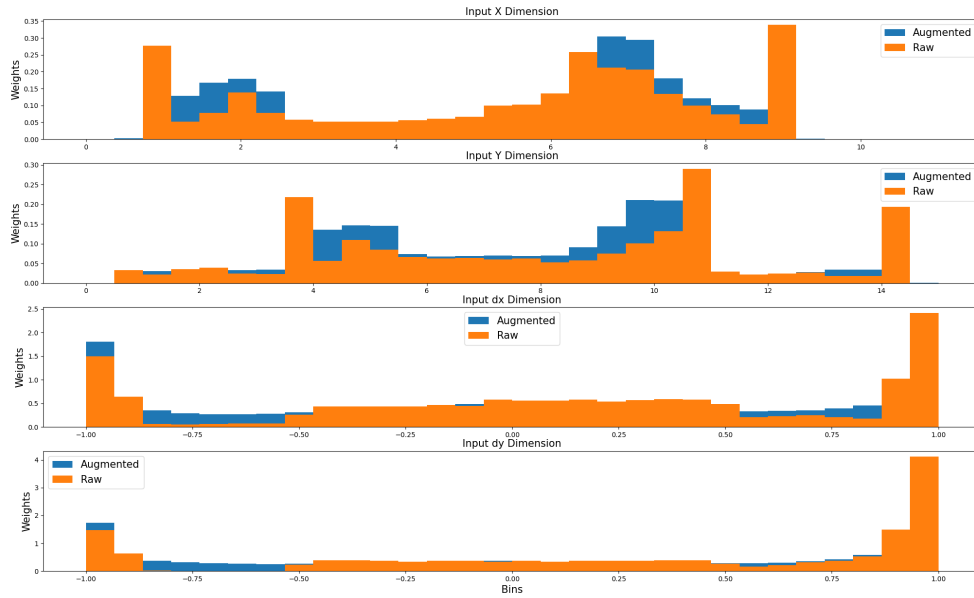 Input X Dimension
0.35
0.30
0.25
0.20
0.15
0.10
0.05
0.00
Weights
Augmented
Raw
0 2 4 6 8 10
Input Y Dimension
0.30
0.25
0.20
0.15
0.10
0.05
0.00
Weights
Augmented
Raw
0 2 4 6 8 10 12 14
Input dx Dimension
2.5
2.0
1.5
1.0
0.5
0.0
Weights
Augmented
Raw
−1.00 −0.75 −0.50 −0.25 0.00 0.25 0.50 0.75 1.00
Input dy Dimension
4
3
2
1
0
Weights
Augmented
Raw
−1.00 −0.75 −0.50 −0.25 0.00 0.25 0.50 0.75 1.00
Bins